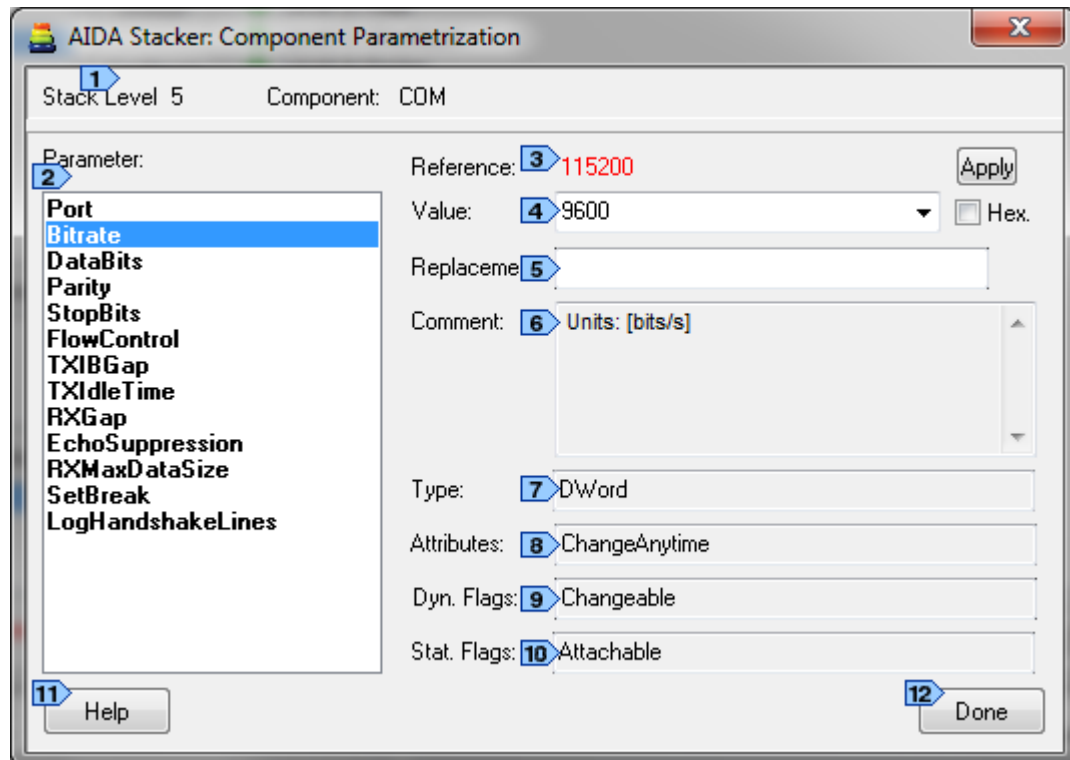 AIDA Stacker: Component Parametrization
1
Stack Level 5 Component: COM
Parameter:
2
Port
Bitrate
DataBits
Parity
StopBits
FlowControl
TXIBGap
TXIdleTime
RXGap
EchoSuppression
RXMaxDataSize
SetBreak
LogHandshakeLines
Reference: 3 115200 Apply
Value: 4 9600 Hex.
Replaceme 5
Comment: 6 Units: [bits/s]
Type: 7 DWord
Attributes: 8 ChangeAnytime
Dyn. Flags: 9 Changeable
Stat. Flags: 10 Attachable
11 Help
12 Done